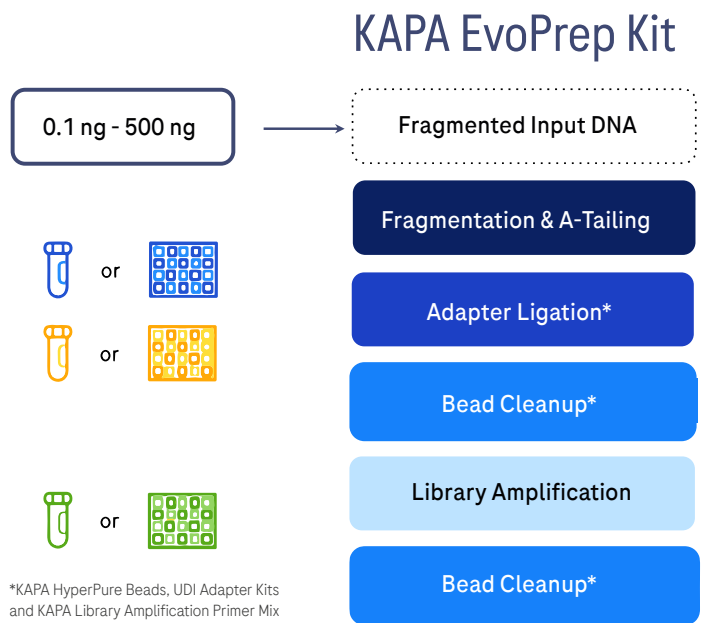 KAPA EvoPrep Kit
0.1 ng - 500 ng
Fragmented Input DNA
Fragmentation & A-Tailing
or
Adapter Ligation*
or
Bead Cleanup*
Library Amplification
or
Bead Cleanup*
*KAPA HyperPure Beads, UDI Adapter Kits
and KAPA Library Amplification Primer Mix